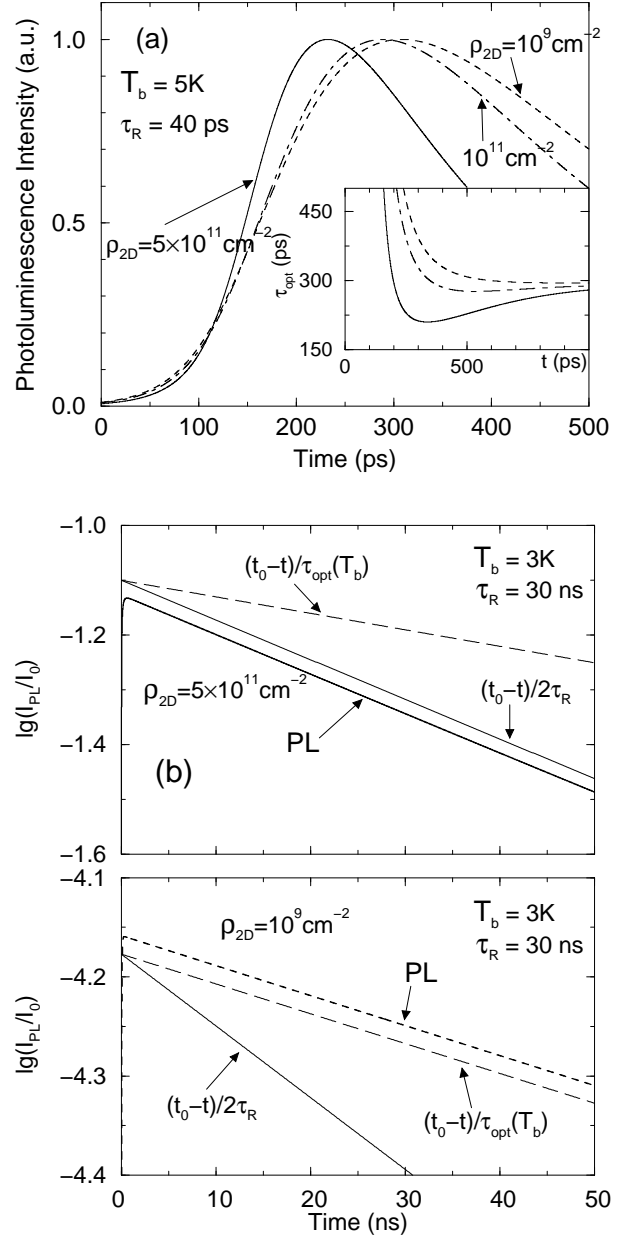 (a)
T_b = 5K
τ_R = 40 ps
ρ_2D=10^9cm^−2
10^11cm^−2
ρ_2D=5×10^11cm^−2
Photoluminescence Intensity (a.u.)
1.0
0.5
0.0
0 100 200 300 400 500
Time (ps)
τ_opt (ps)
450
300
150
0 500 t (ps)
−1.0
−1.2
−1.4
−1.6
lg(I_PL/I_0)
(t_0−t)/τ_opt(T_b)
T_b = 3K
τ_R = 30 ns
ρ_2D=5×10^11cm^−2
(t_0−t)/2τ_R
PL
(b)
−4.1
−4.2
−4.3
−4.4
lg(I_PL/I_0)
ρ_2D=10^9cm^−2
T_b = 3K
τ_R = 30 ns
PL
(t_0−t)/2τ_R
(t_0−t)/τ_opt(T_b)
0 10 20 30 40 50
Time (ns)